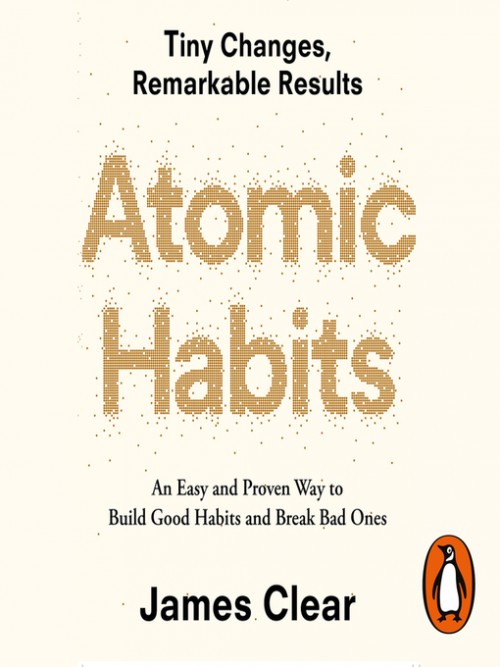 Tiny Changes,
Remarkable Results
Atomic
Habits
An Easy and Proven Way to
Build Good Habits and Break Bad Ones
James Clear